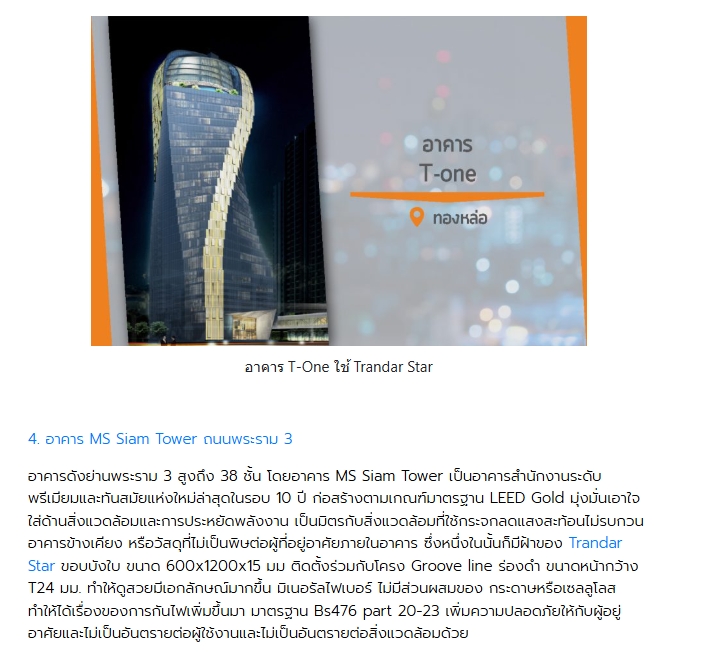 อาคาร
T-one
ทองหล่อ
อาคาร T-One ใช้ Trandar Star
4. อาคาร MS Siam Tower ถนนพระราม 3
อาคารดังย่านพระราม 3 สูงถึง 38 ชั้น โดยอาคาร MS Siam Tower เป็นอาคารสำนักงานระดับ
พรีเมียมและทันสมัยแห่งใหม่ล่าสุดในรอบ 10 ปี ก่อสร้างตามเกณฑ์มาตรฐาน LEED Gold มุ่งมั่นเอาใจ
ใส่ด้านสิ่งแวดล้อมและการประหยัดพลังงาน เป็นมิตรกับสิ่งแวดล้อมที่ใช้กระจกลดแสงสะท้อนไม่รบกวน
อาคารข้างเคียง หรือวัสดุที่ไม่เป็นพิษต่อผู้ที่อยู่อาศัยภายในอาคาร ซึ่งหนึ่งในนั้นก็มีฝ้าของ Trandar
Star ขอบบังใบ ขนาด 600x1200x15 มม ติดตั้งร่วมกับโครง Groove line ร่องดำ ขนาดหน้ากว้าง
T24 มม. ทำให้ดูสวยมีเอกลักษณ์มากขึ้น มิเนอรัลไฟเบอร์ ไม่มีส่วนผสมของ กระดาษหรือเซลลูโลส
ทำให้ได้เรื่องของการกันไฟเพิ่มขึ้นมา มาตรฐาน Bs476 part 20-23 เพิ่มความปลอดภัยให้กับผู้อยู่
อาศัยและไม่เป็นอันตรายต่อผู้ใช้งานและไม่เป็นอันตรายต่อสิ่งแวดล้อมด้วย